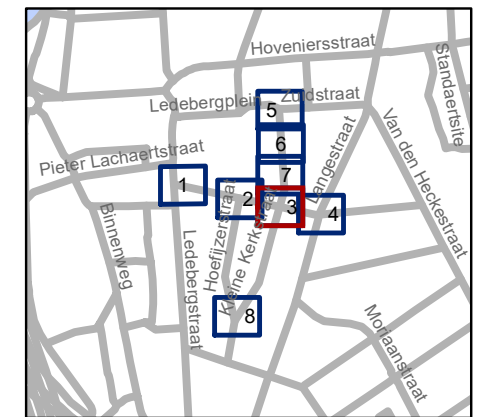 Hoveniersstraat
Standaertsite
Ledebergplein
Zuidstraat
5
6
Pieter Lachaertstraat
Langestraat
Van den Heckestraat
7
1
2
3
4
Hoefijzerstraat
Kleine Kerkstraat
Binnenweg
Ledebergstraat
8
Moriaanstraat